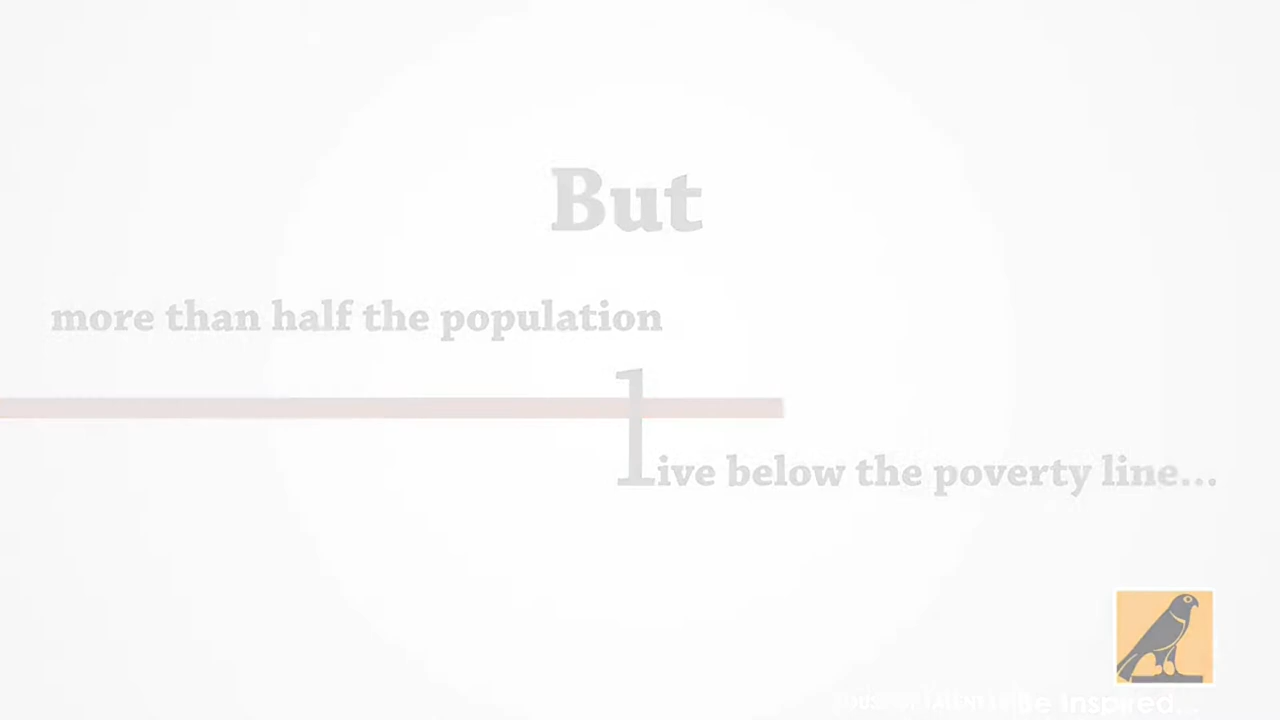 But
more than half the population
live below the poverty line...
Be Inspired...